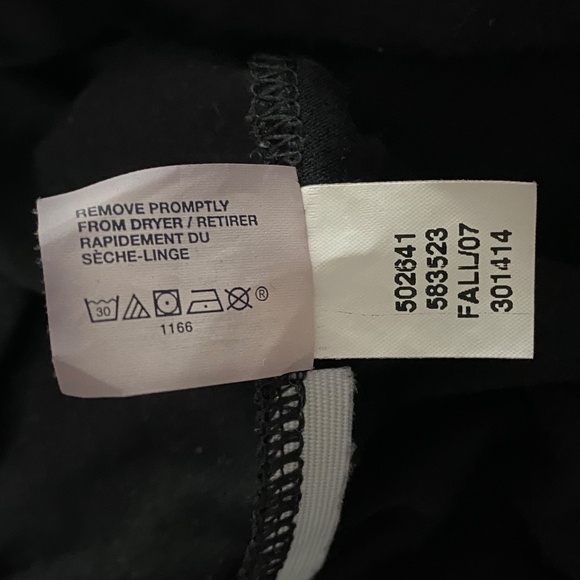 REMOVE PROMPTLY
FROM DRYER / RETIRER
RAPIDEMENT DU
SÈCHE-LINGE
30 ®
1166
502641
583523
FALL/07
301414